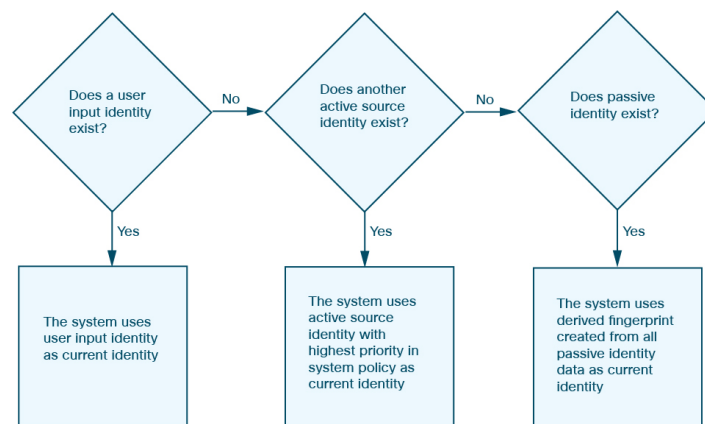 Does a user
input identity
exist?
No
Does another
active source
identity exist?
No
Does passive
identity exist?
Yes
Yes
Yes
The system uses
user input identity
as current identity
The system uses
active source
identity with
highest priority in
system policy as
current identity
The system uses
derived fingerprint
created from all
passive identity
data as current
identity